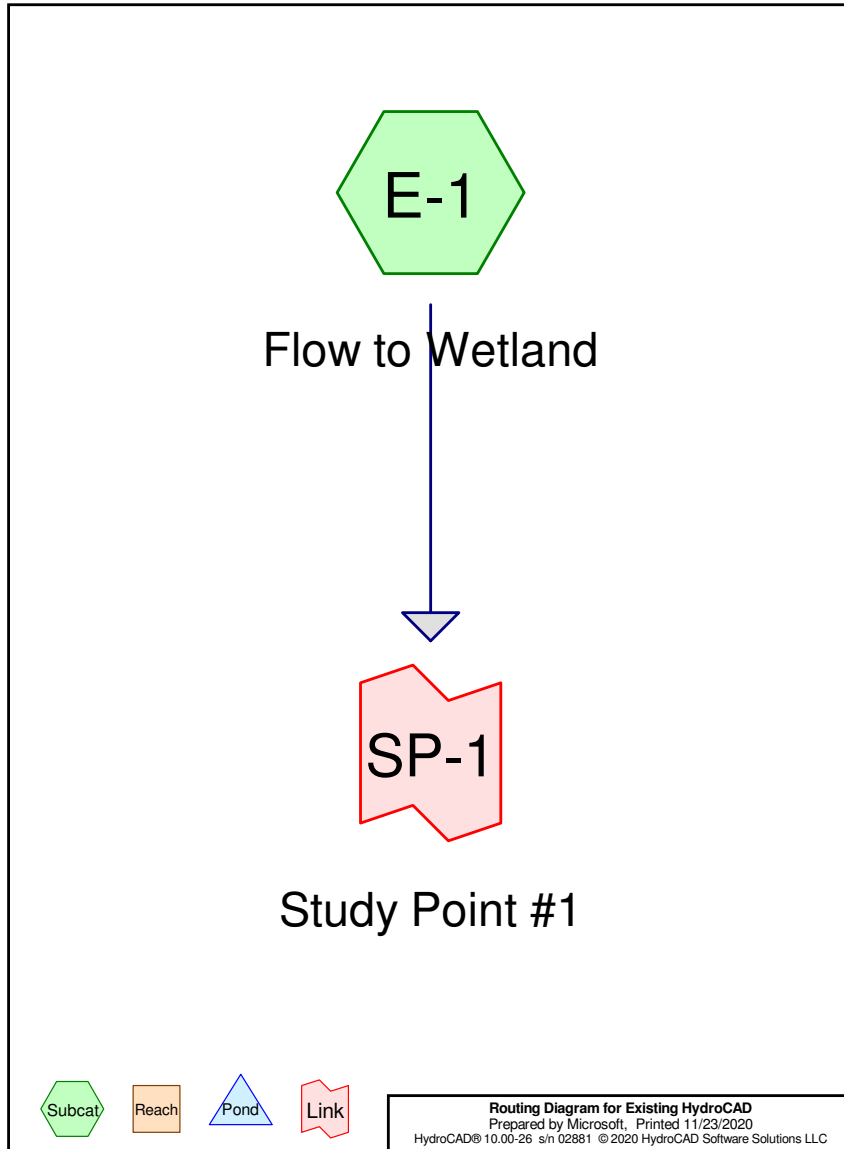 E-1
Flow to Wetland
SP-1
Study Point #1
Subcat
Reach
Pond
Link
Routing Diagram for Existing HydroCAD
Prepared by Microsoft, Printed 11/23/2020
HydroCAD® 10.00-26 s/n 02881 © 2020 HydroCAD Software Solutions LLC